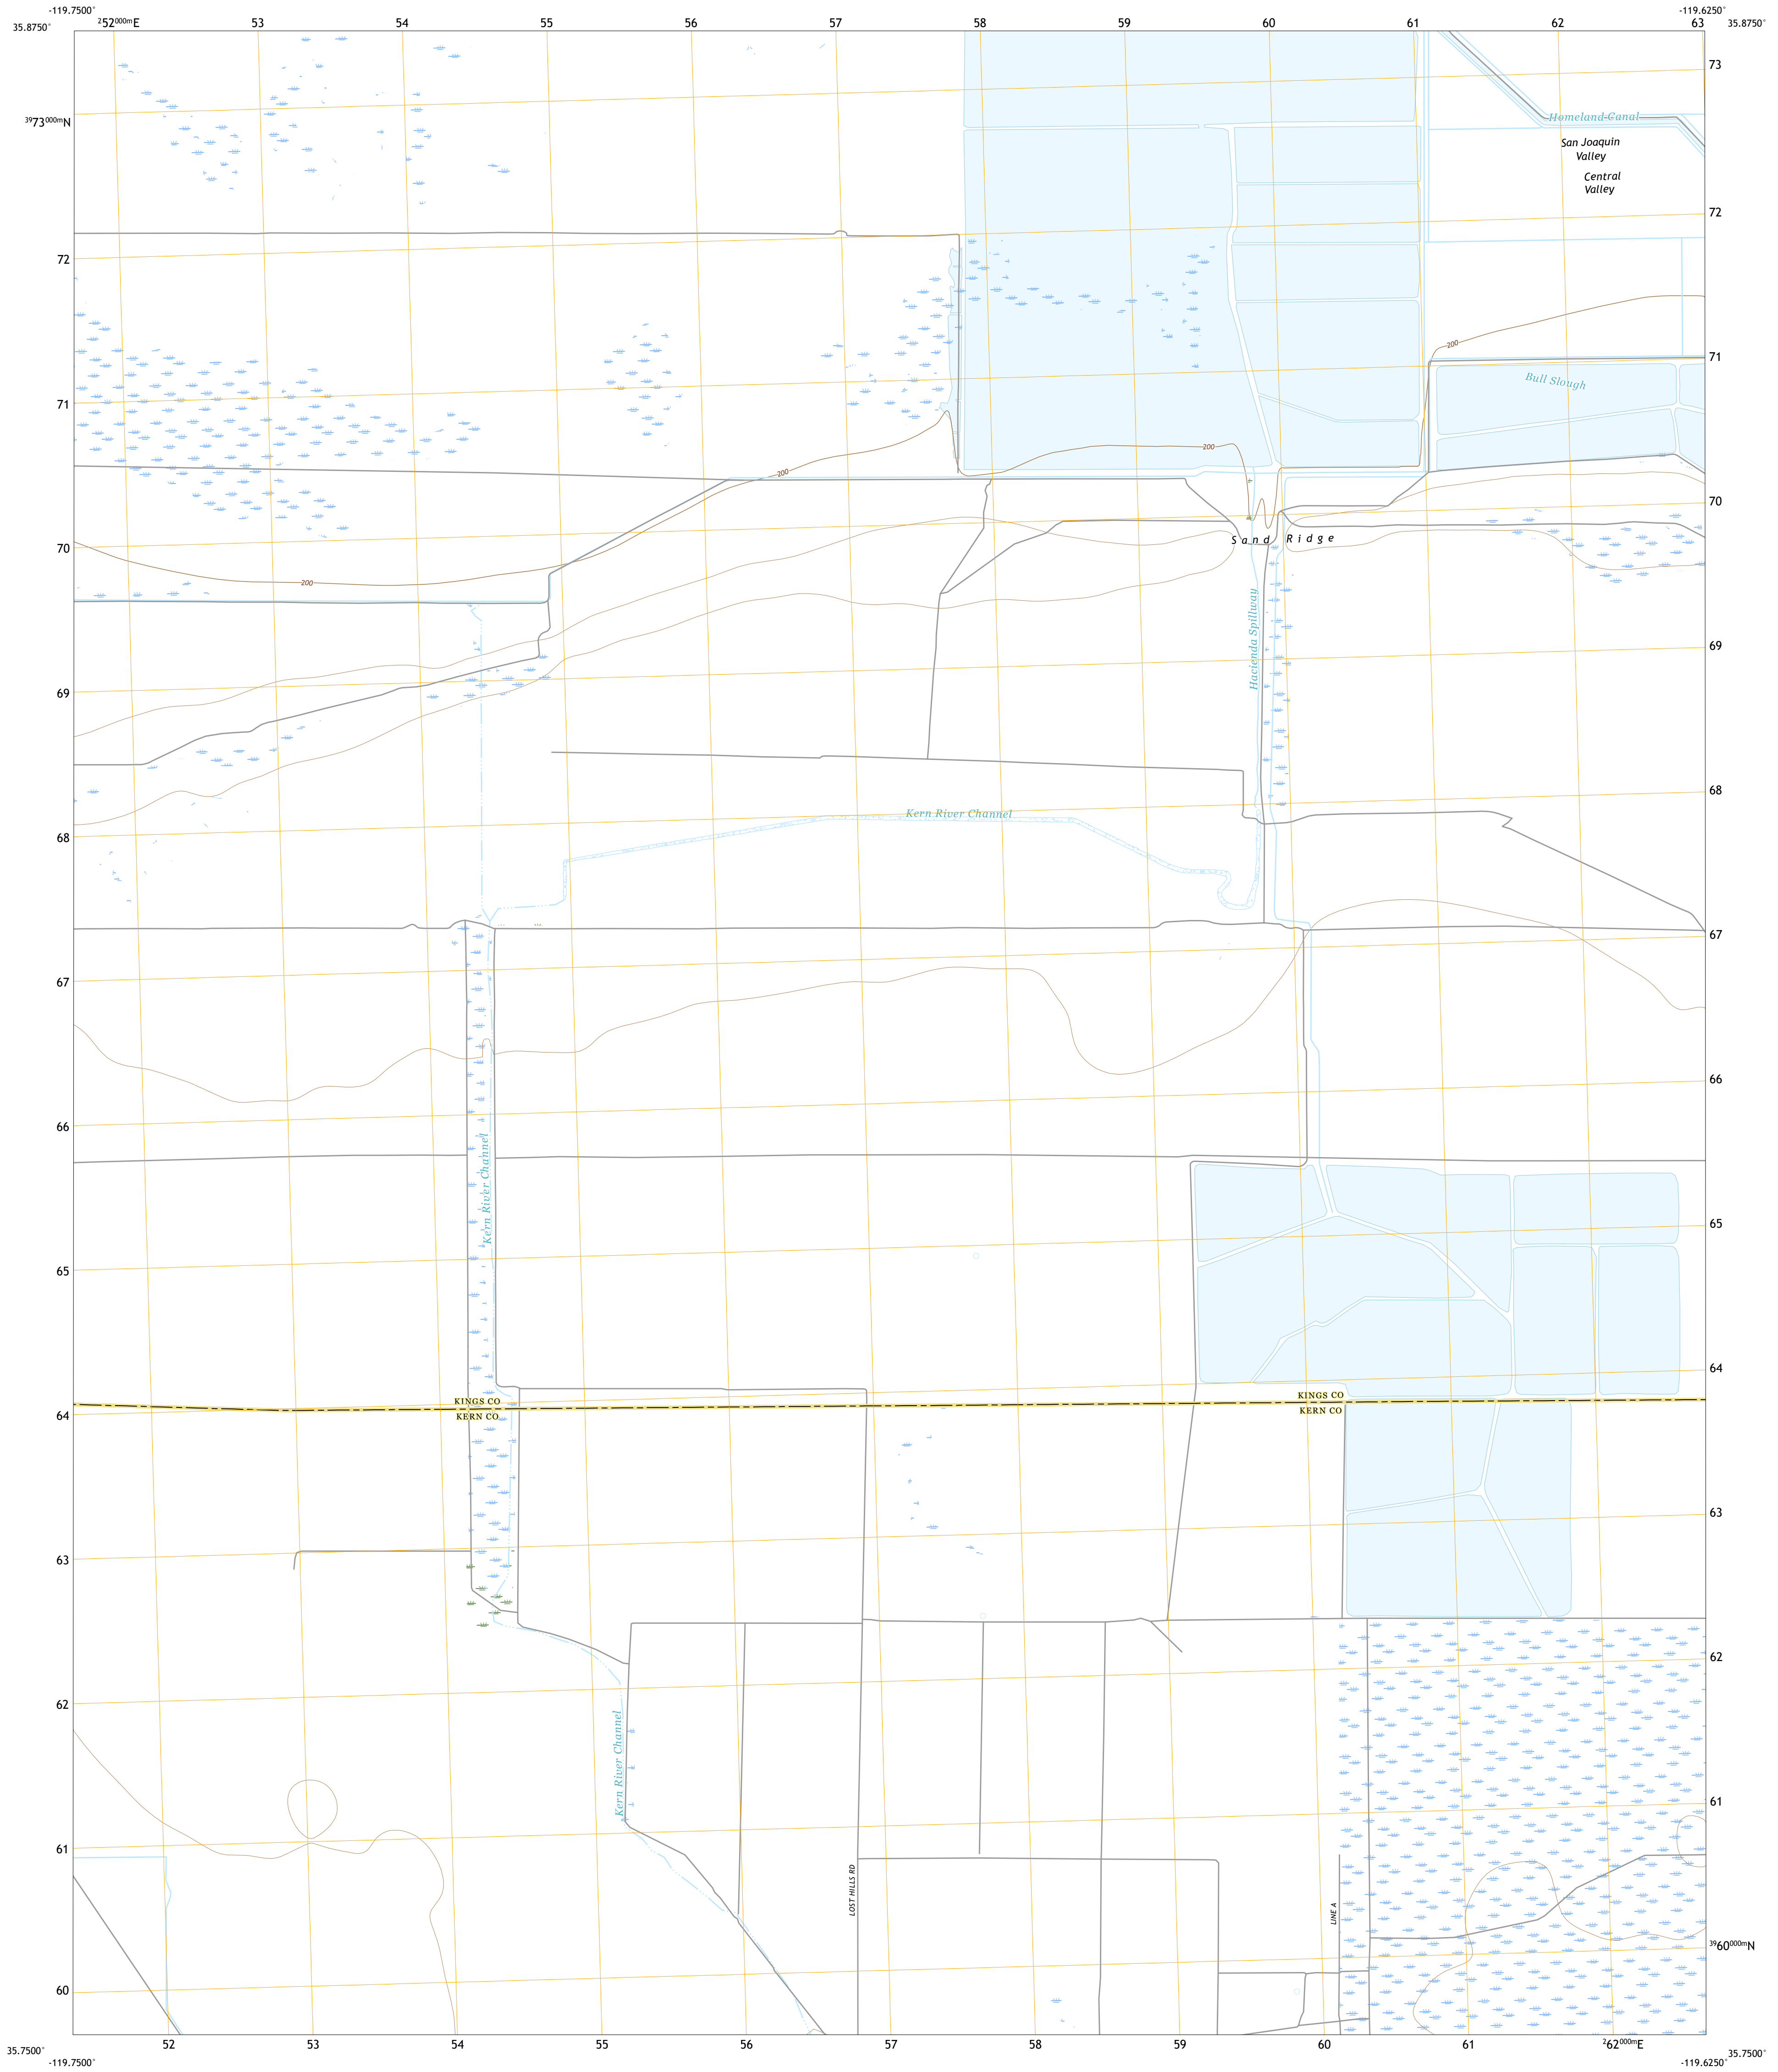 -119.7500°
-119.6250°
35.8750°
²52⁰⁰⁰ᵐE 53 54 55 56 57 58 59 60 61 62 63
35.8750°
73
Homeland Canal
³⁹73⁰⁰⁰ᵐN
San Joaquin
Valley
Central
Valley
72
72
200
71
Bull Slough
71
200
200
70
Sand Ridge
70
200
Hacienda Spillway
69
69
68
Kern River Channel
68
67
67
66
66
Kern River Channel
65
65
64
KINGS CO
KINGS CO
KERN CO
KERN CO
64
63
63
62
62
Kern River Channel
61
61
LOST HILLS RD
LINE A
³⁹60⁰⁰⁰ᵐN
60
52 53 54 55 56 57 58 59 60 61 ²62⁰⁰⁰ᵐE
35.7500°
35.7500°
-119.7500°
-119.6250°